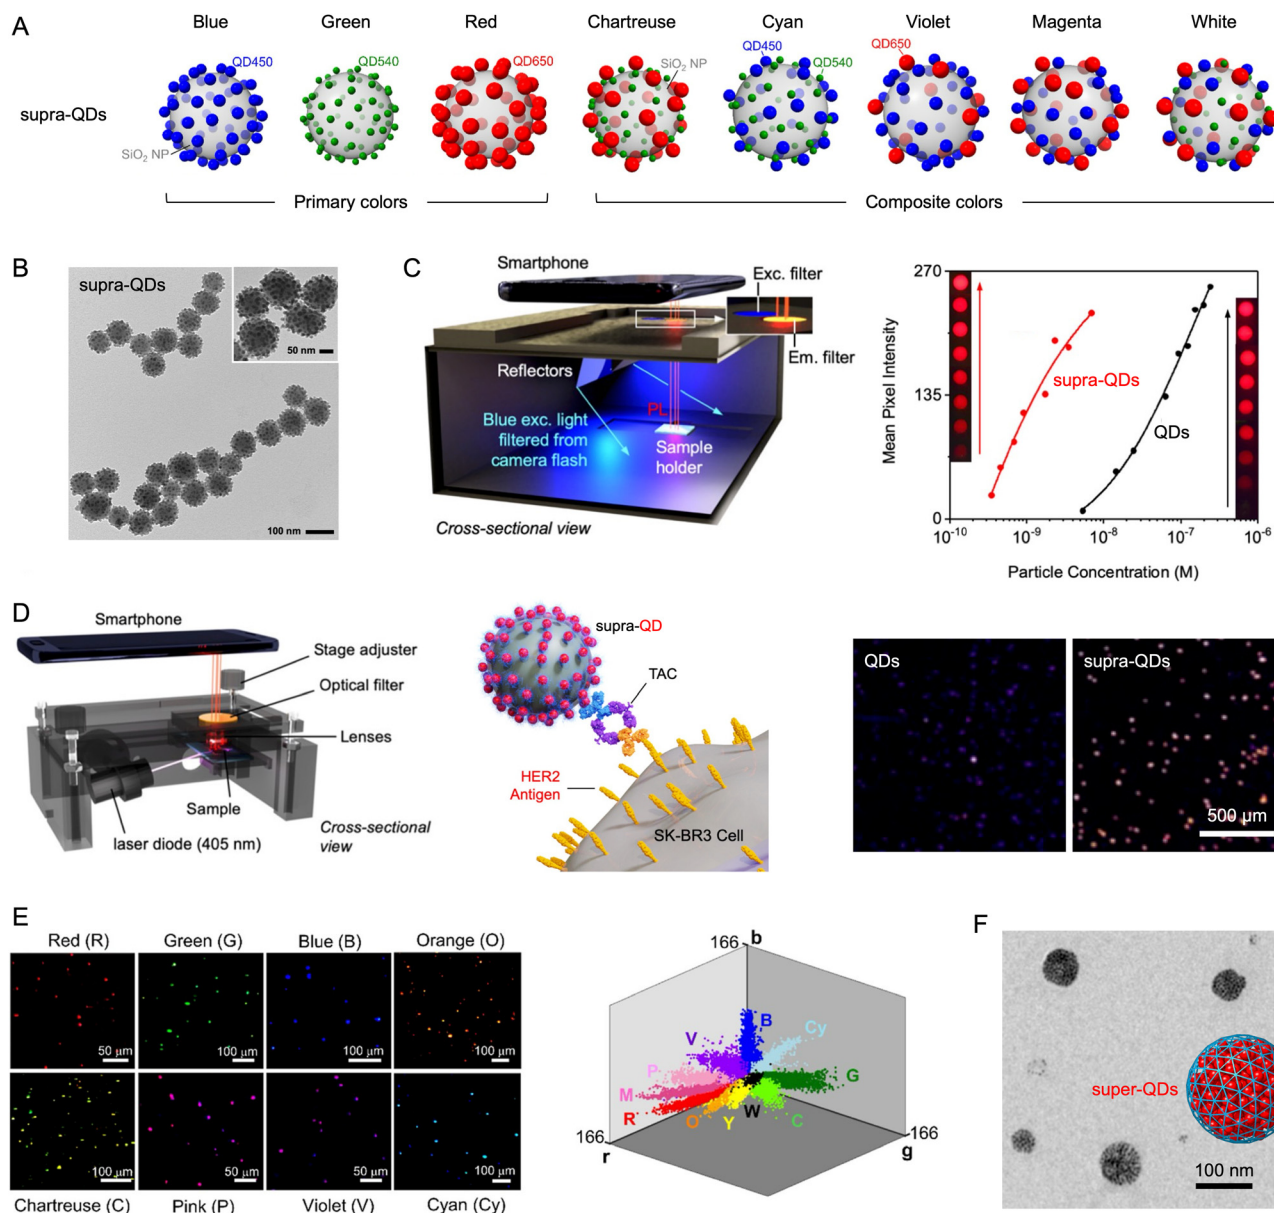 A
Blue
Green
Red
Chartreuse
Cyan
Violet
Magenta
White
supra-QDs
QD450
QD540
QD650
SiO₂ NP
QD450
QD540
QD650
SiO₂ NP
Primary colors
Composite colors
B
supra-QDs
50 nm
100 nm
C
Smartphone
Exc. filter
Em. filter
Reflectors
PL
Blue exc. light
filtered from
camera flash
Sample
holder
Cross-sectional view
Mean Pixel Intensity
270
135
0
supra-QDs
QDs
10⁻¹⁰
10⁻⁹
10⁻⁸
10⁻⁷
10⁻⁶
Particle Concentration (M)
D
Smartphone
Stage adjuster
Optical filter
Lenses
Sample
laser diode (405 nm)
Cross-sectional
view
supra-QD
TAC
HER2
Antigen
SK-BR3 Cell
QDs
supra-QDs
500 µm
E
Red (R)
Green (G)
Blue (B)
Orange (O)
50 µm
100 µm
100 µm
100 µm
100 µm
50 µm
50 µm
100 µm
Chartreuse (C)
Pink (P)
Violet (V)
Cyan (Cy)
166
b
B
Cy
V
P
G
M
R
O
Y
W
C
166
r
166
g
F
super-QDs
100 nm